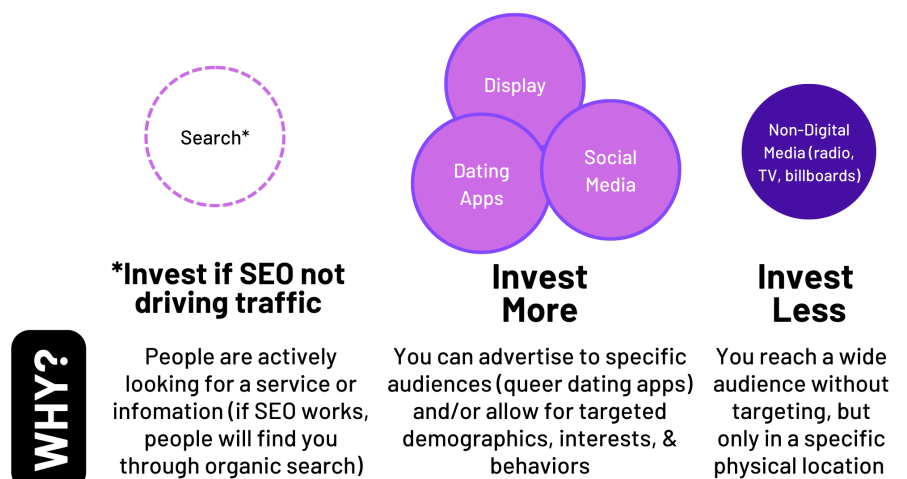 Search*
Display
Dating
Apps
Social
Media
Non-Digital
Media (radio,
TV, billboards)
*Invest if SEO not
driving traffic
Invest
More
Invest
Less
WHY?
People are actively
looking for a service or
infomation (if SEO works,
people will find you
through organic search)
You can advertise to specific
audiences (queer dating apps)
and/or allow for targeted
demographics, interests, &
behaviors
You reach a wide
audience without
targeting, but
only in a specific
physical location